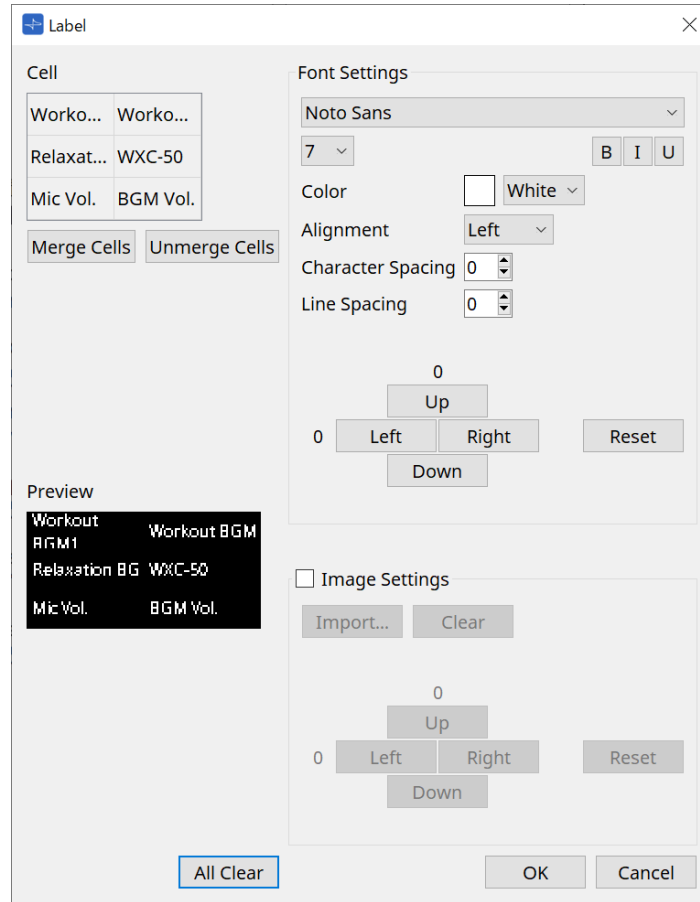 Label
Cell
Worko... Worko...
Relaxat... WXC-50
Mic Vol. BGM Vol.
Merge Cells Unmerge Cells
Preview
Workout
BGM1
Workout BGM
Relaxation BG WXC-50
Mic Vol. BGM Vol.
Font Settings
Noto Sans
7
B I U
Color White
Alignment Left
Character Spacing 0
Line Spacing 0
0
Up
0 Left Right Reset
Down
Image Settings
Import... Clear
0
Up
0 Left Right Reset
Down
All Clear OK Cancel